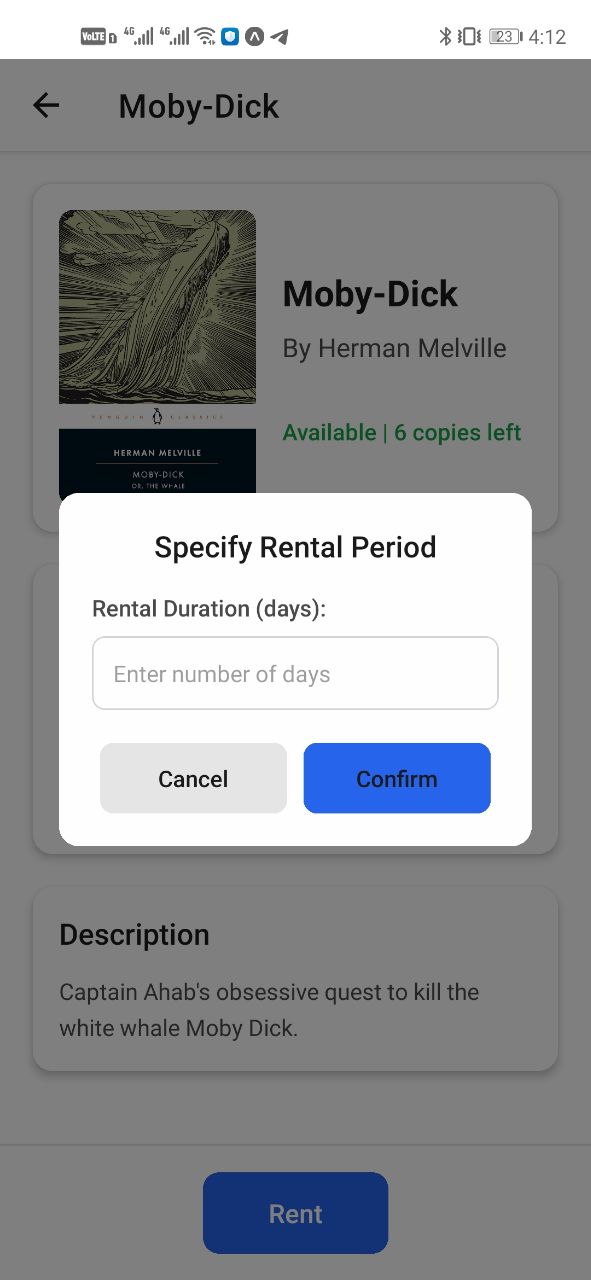 VoLTE 1 4G 4G 23 4:12
Moby-Dick
PENGUIN CLASSICS
HERMAN MELVILLE
MOBY-DICK
OR, THE WHALE
Moby-Dick
By Herman Melville
Available | 6 copies left
Specify Rental Period
Rental Duration (days):
Enter number of days
Cancel Confirm
Description
Captain Ahab's obsessive quest to kill the
white whale Moby Dick.
Rent